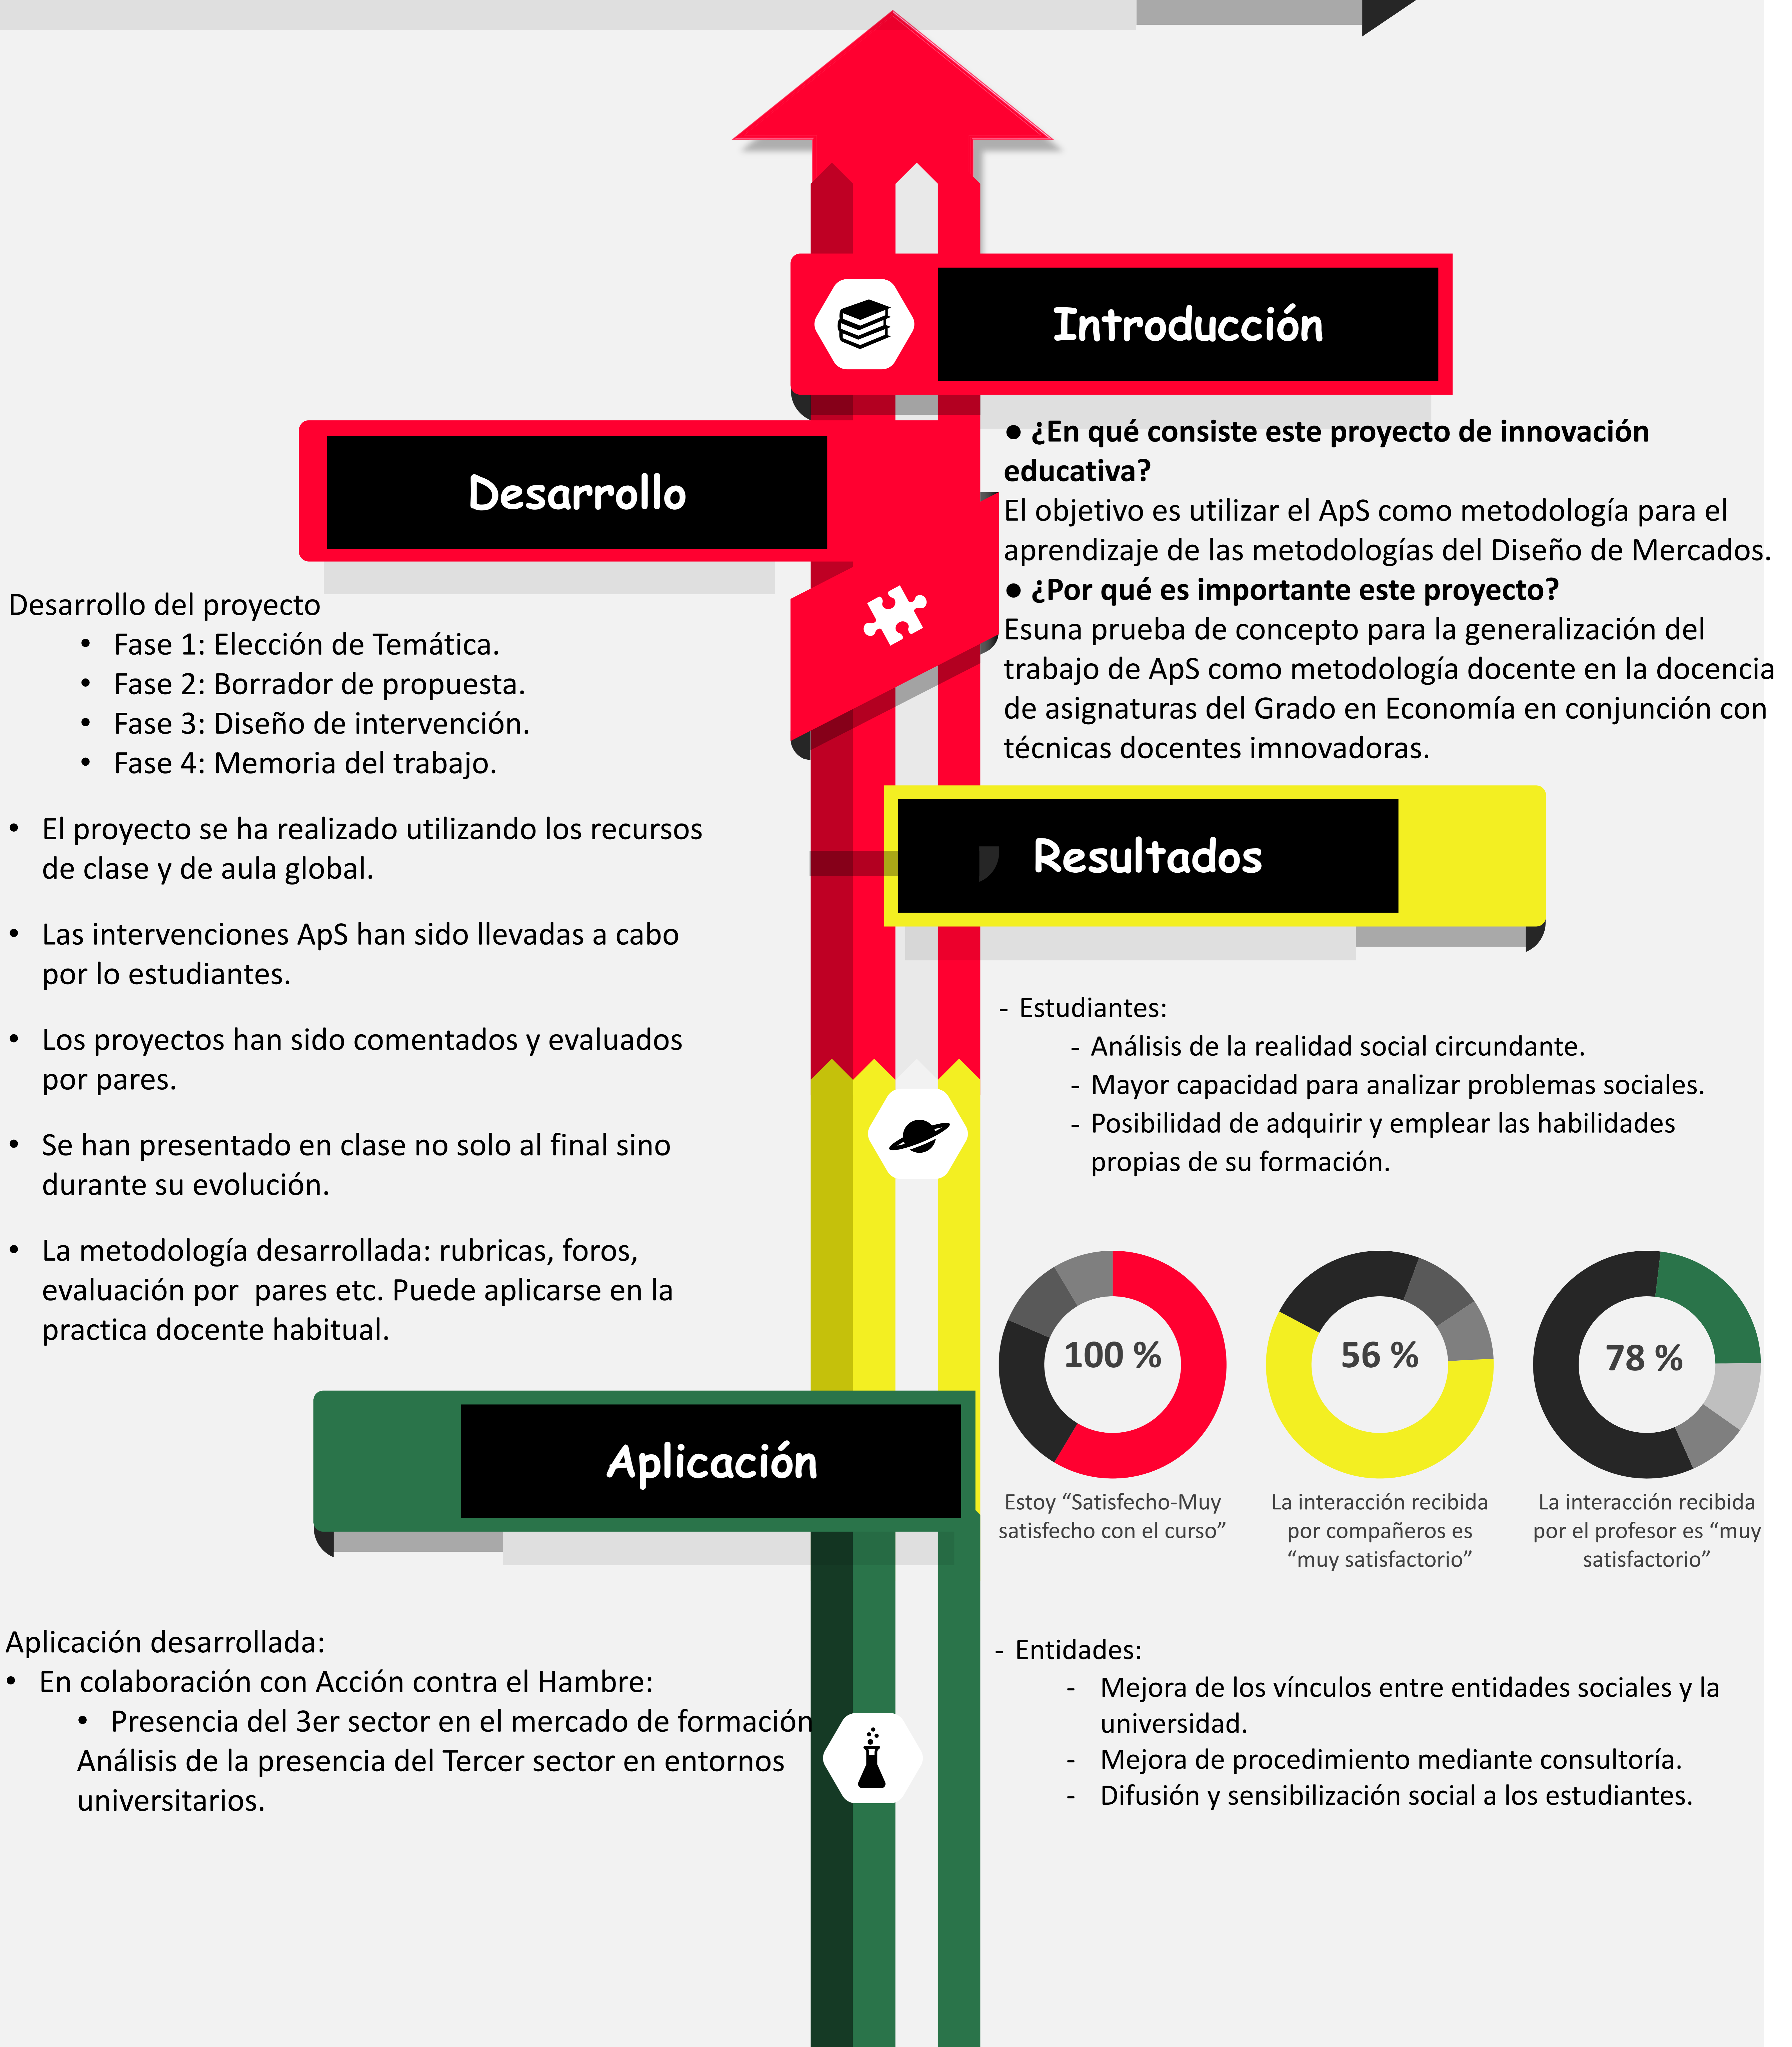 Introducción
● ¿En qué consiste este proyecto de innovación
educativa?
El objetivo es utilizar el ApS como metodología para el
aprendizaje de las metodologías del Diseño de Mercados.
● ¿Por qué es importante este proyecto?
Esuna prueba de concepto para la generalización del
trabajo de ApS como metodología docente en la docencia
de asignaturas del Grado en Economía en conjunción con
técnicas docentes imnovadoras.
Desarrollo
Desarrollo del proyecto
• Fase 1: Elección de Temática.
• Fase 2: Borrador de propuesta.
• Fase 3: Diseño de intervención.
• Fase 4: Memoria del trabajo.
• El proyecto se ha realizado utilizando los recursos
de clase y de aula global.
• Las intervenciones ApS han sido llevadas a cabo
por lo estudiantes.
• Los proyectos han sido comentados y evaluados
por pares.
• Se han presentado en clase no solo al final sino
durante su evolución.
• La metodología desarrollada: rubricas, foros,
evaluación por  pares etc. Puede aplicarse en la
practica docente habitual.
Resultados
- Estudiantes:
- Análisis de la realidad social circundante.
- Mayor capacidad para analizar problemas sociales.
- Posibilidad de adquirir y emplear las habilidades
propias de su formación.
100 %
Estoy “Satisfecho-Muy
satisfecho con el curso”
56 %
La interacción recibida
por compañeros es
“muy satisfactorio”
78 %
La interacción recibida
por el profesor es “muy
satisfactorio”
- Entidades:
- Mejora de los vínculos entre entidades sociales y la
universidad.
- Mejora de procedimiento mediante consultoría.
- Difusión y sensibilización social a los estudiantes.
Aplicación
Aplicación desarrollada:
• En colaboración con Acción contra el Hambre:
• Presencia del 3er sector en el mercado de formación
Análisis de la presencia del Tercer sector en entornos
universitarios.